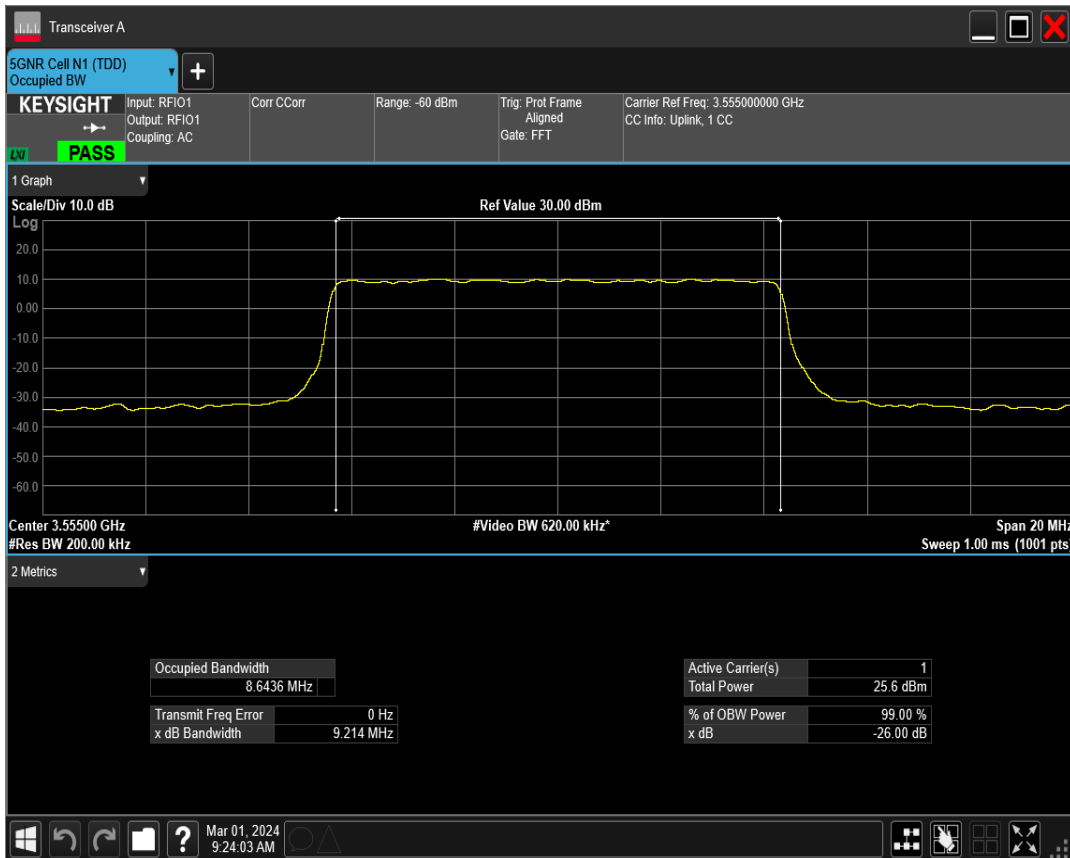 Transceiver A
5GNR Cell N1 (TDD)
Occupied BW
+
KEYSIGHT
LXI
PASS
Input: RFIO1
Output: RFIO1
Coupling: AC
Corr CCorr
Range: -60 dBm
Trig: Prot Frame
Aligned
Gate: FFT
Carrier Ref Freq: 3.555000000 GHz
CC Info: Uplink, 1 CC
1 Graph
Scale/Div 10.0 dB
Ref Value 30.00 dBm
Log
20.0
10.0
0.00
-10.0
-20.0
-30.0
-40.0
-50.0
-60.0
Center 3.55500 GHz
#Video BW 620.00 kHz*
Span 20 MHz
#Res BW 200.00 kHz
Sweep 1.00 ms (1001 pts)
2 Metrics
Occupied Bandwidth
8.6436 MHz
Transmit Freq Error 0 Hz
x dB Bandwidth 9.214 MHz
Active Carrier(s) 1
Total Power 25.6 dBm
% of OBW Power 99.00 %
x dB -26.00 dB
?
Mar 01, 2024
9:24:03 AM